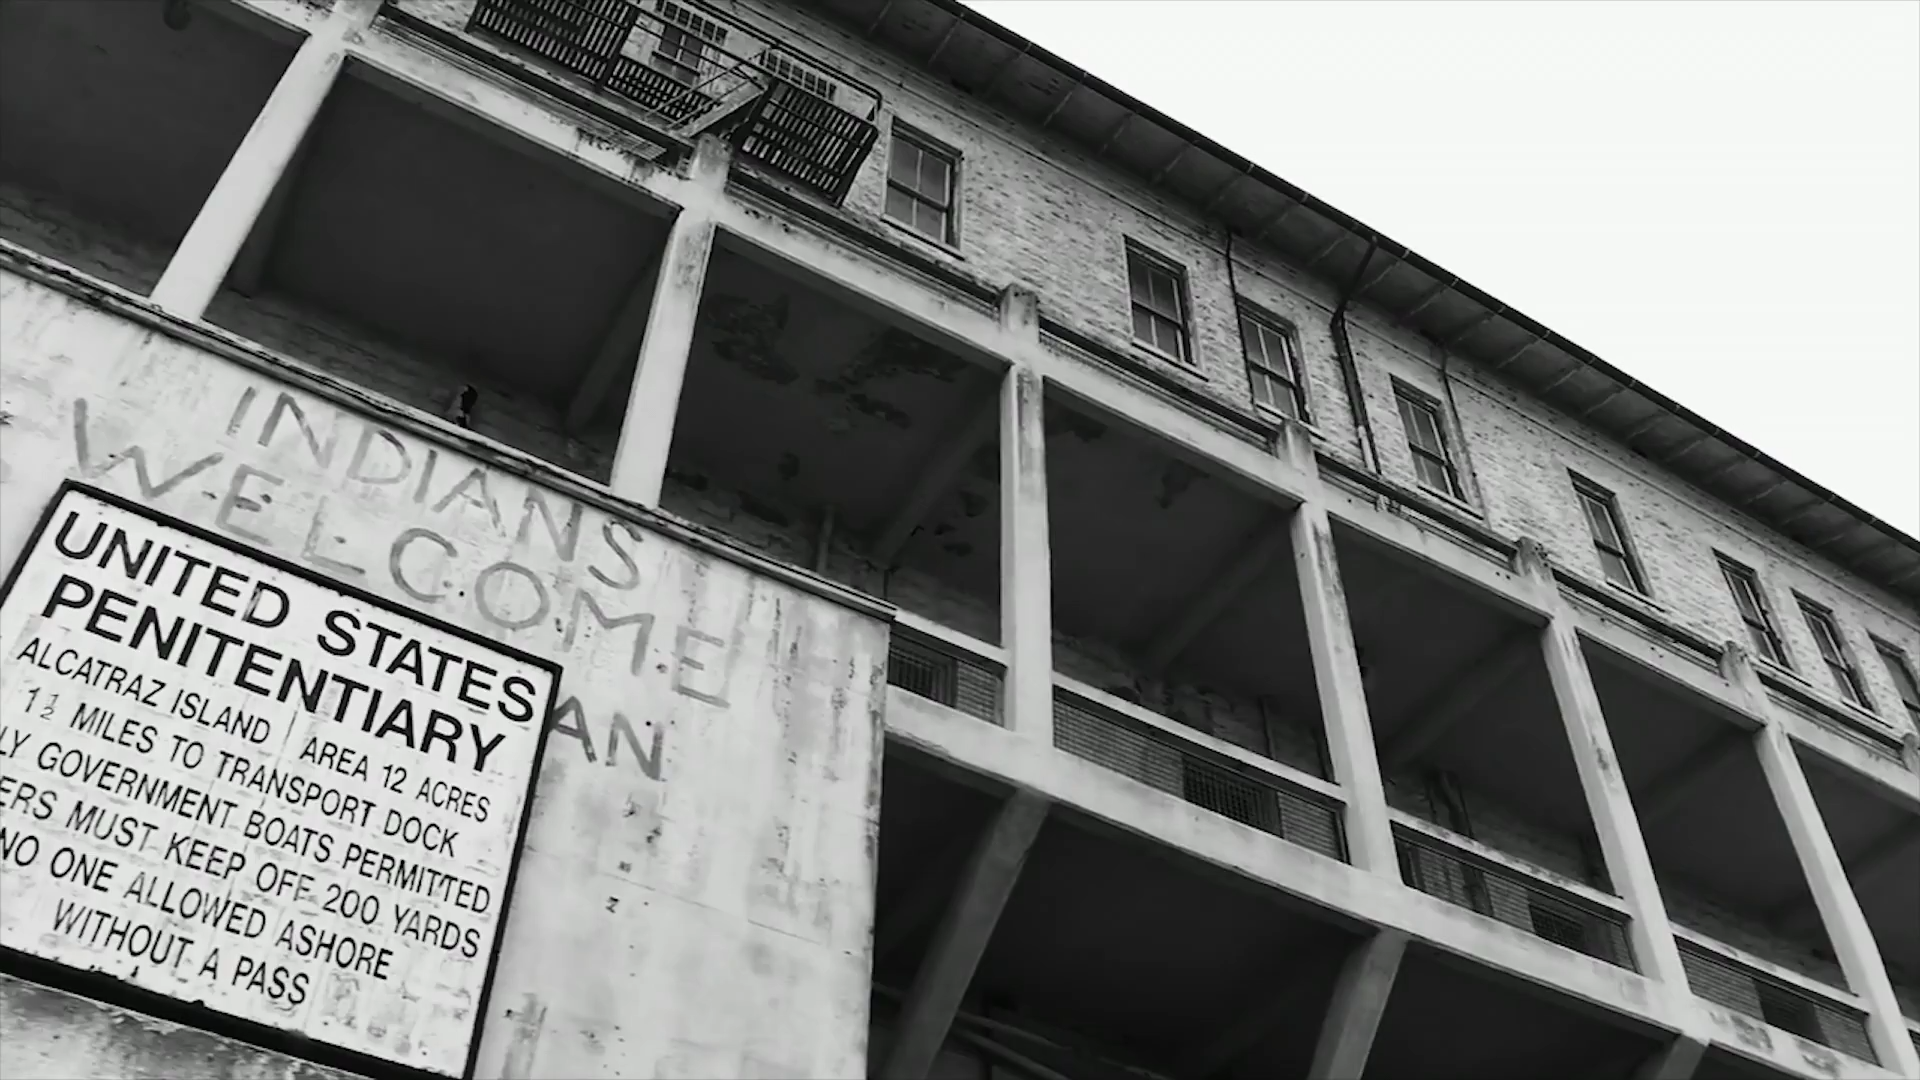 INDIANS
WELCOME
UNITED STATES
PENITENTIARY
ALCATRAZ ISLAND AREA 12 ACRES
1½ MILES TO TRANSPORT DOCK
GOVERNMENT BOATS PERMITTED
MUST KEEP OFF 200 YARDS
NO ONE ALLOWED ASHORE
WITHOUT A PASS